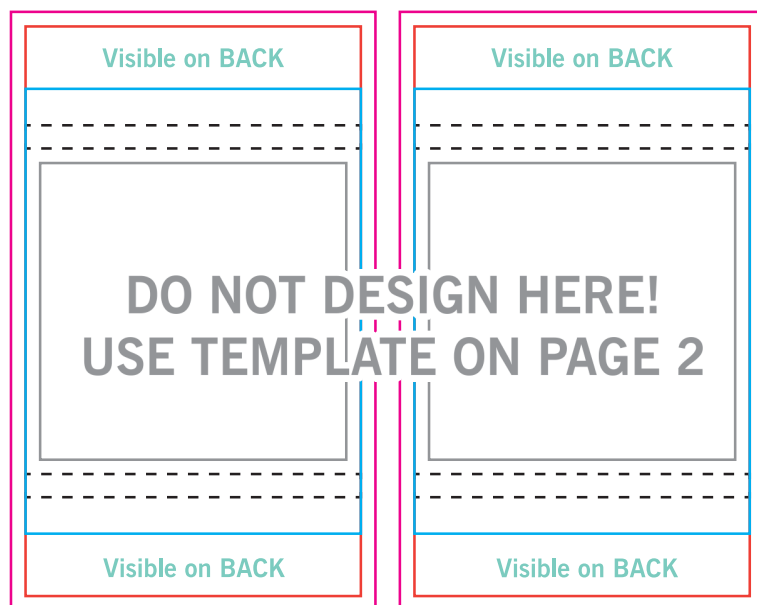 Visible on BACK
Visible on BACK
DO NOT DESIGN HERE!
USE TEMPLATE ON PAGE 2
Visible on BACK
Visible on BACK